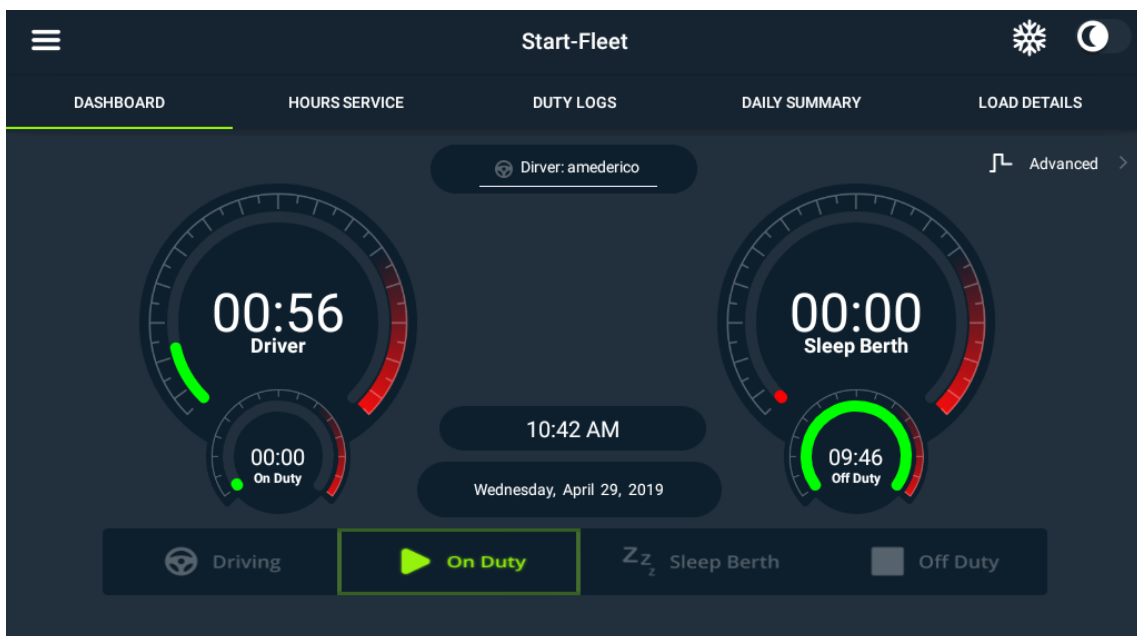 Start-Fleet
DASHBOARD
HOURS SERVICE
DUTY LOGS
DAILY SUMMARY
LOAD DETAILS
Dirver: amederico
Advanced
00:56
Driver
00:00
Sleep Berth
00:00
On Duty
10:42 AM
09:46
Off Duty
Wednesday, April 29, 2019
Driving
On Duty
Zzz Sleep Berth
Off Duty